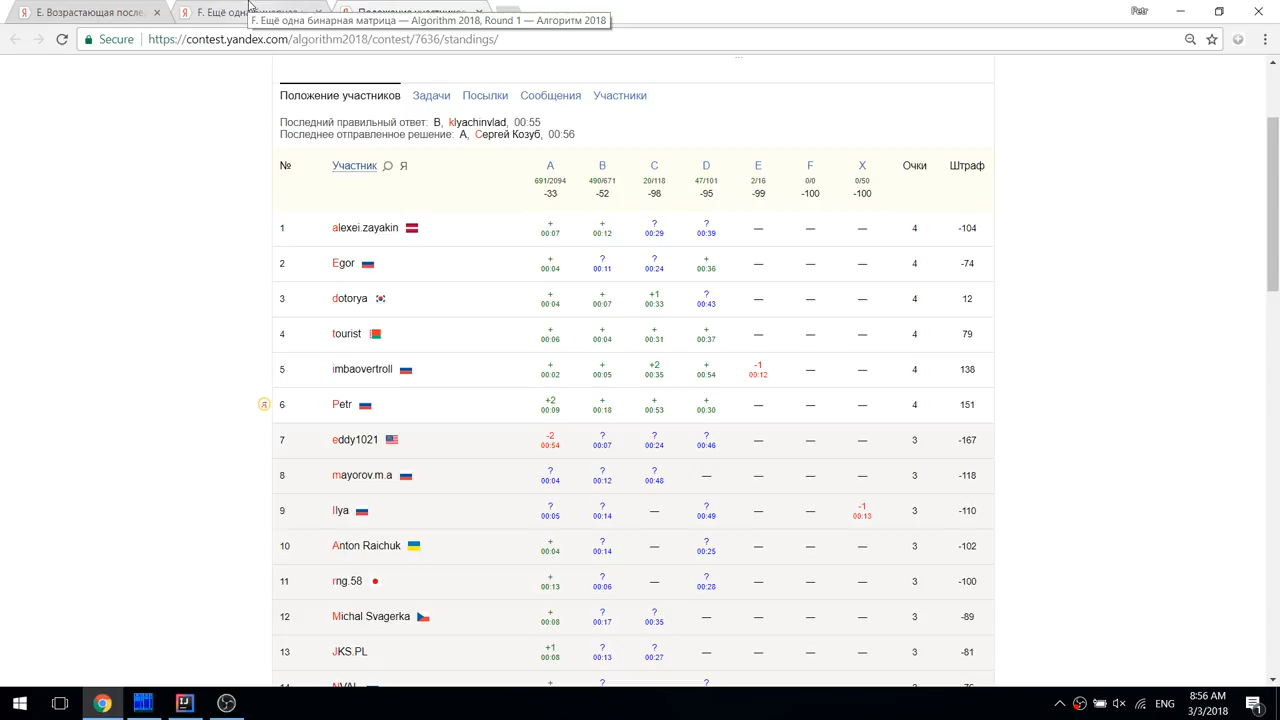 E. Возрастающая после,
F. Ещё одна бинарная матрица
Положение участников
Petr
F. Ещё одна бинарная матрица — Algorithm 2018, Round 1 — Алгоритм 2018
Secure https://contest.yandex.com/algorithm2018/contest/7636/standings/
Положение участников Задачи Посылки Сообщения Участники
Последний правильный ответ: B, klyachinvlad, 00:55
Последнее отправленное решение: A, Сергей Козуб, 00:56
№ Участник Я A B C D E F X Очки Штраф
691/2094 490/671 20/118 47/101 2/16 0/0 0/50
-33 -52 -98 -95 -99 -100 -100
1 alexei.zayakin + + ? ? — — — 4 -104
00:07 00:12 00:29 00:39
2 Egor + ? ? + — — — 4 -74
00:04 00:11 00:24 00:36
3 dotorya + + +1 ? — — — 4 12
00:04 00:07 00:33 00:43
4 tourist + + + + — — — 4 79
00:06 00:04 00:31 00:37
5 imbaovertroll + + +2 + -1 — — 4 138
00:02 00:05 00:35 00:54 00:12
Я 6 Petr +2 + + + — — — 4 151
00:09 00:18 00:53 00:30
7 eddy1021 -2 ? ? ? — — — 3 -167
00:54 00:07 00:24 00:46
8 mayorov.m.a ? ? ? — — — — 3 -118
00:04 00:12 00:48
9 Ilya ? ? — ? — — -1 3 -110
00:05 00:14 00:49 00:13
10 Anton Raichuk + ? — ? — — — 3 -102
00:04 00:14 00:25
11 rng.58 + ? — ? — — — 3 -100
00:13 00:06 00:28
12 Michal Svagerka + ? ? — — — — 3 -89
00:08 00:17 00:35
13 JKS.PL +1 ? ? — — — — 3 -81
00:08 00:13 00:27
ENG 8:56 AM
3/3/2018